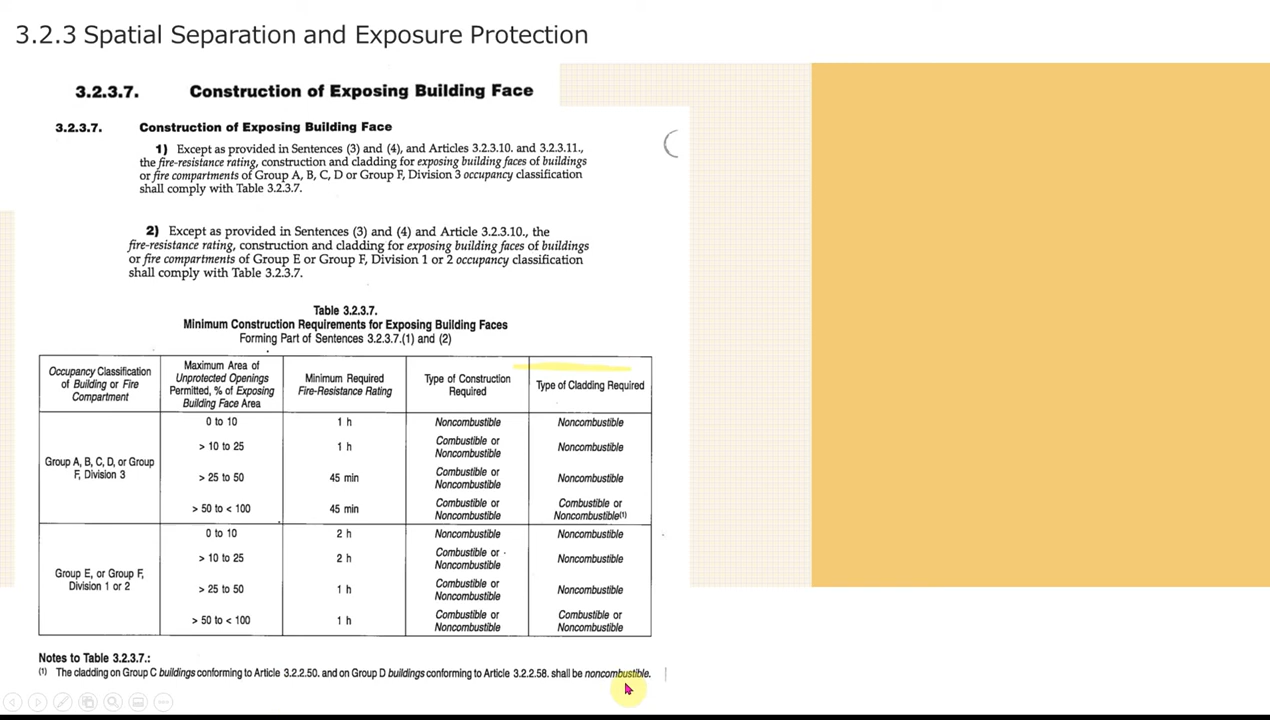 3.2.3 Spatial Separation and Exposure Protection
3.2.3.7. Construction of Exposing Building Face
3.2.3.7. Construction of Exposing Building Face
1) Except as provided in Sentences (3) and (4), and Articles 3.2.3.10. and 3.2.3.11.,
the fire-resistance rating, construction and cladding for exposing building faces of buildings
or fire compartments of Group A, B, C, D or Group F, Division 3 occupancy classification
shall comply with Table 3.2.3.7.
2) Except as provided in Sentences (3) and (4) and Article 3.2.3.10., the
fire-resistance rating, construction and cladding for exposing building faces of buildings
or fire compartments of Group E or Group F, Division 1 or 2 occupancy classification
shall comply with Table 3.2.3.7.
Table 3.2.3.7.
Minimum Construction Requirements for Exposing Building Faces
Forming Part of Sentences 3.2.3.7.(1) and (2)
Occupancy Classification
of Building or Fire
Compartment
Maximum Area of
Unprotected Openings
Permitted, % of Exposing
Building Face Area
Minimum Required
Fire-Resistance Rating
Type of Construction
Required
Type of Cladding Required
Group A, B, C, D, or Group
F, Division 3
0 to 10 1 h Noncombustible Noncombustible
> 10 to 25 1 h Combustible or
Noncombustible Noncombustible
> 25 to 50 45 min Combustible or
Noncombustible Noncombustible
> 50 to < 100 45 min Combustible or
Noncombustible Combustible or
Noncombustible(1)
Group E, or Group F,
Division 1 or 2
0 to 10 2 h Noncombustible Noncombustible
> 10 to 25 2 h Combustible or
Noncombustible Noncombustible
> 25 to 50 1 h Combustible or
Noncombustible Noncombustible
> 50 to < 100 1 h Combustible or
Noncombustible Combustible or
Noncombustible
Notes to Table 3.2.3.7.:
(1) The cladding on Group C buildings conforming to Article 3.2.2.50. and on Group D buildings conforming to Article 3.2.2.58. shall be noncombustible.